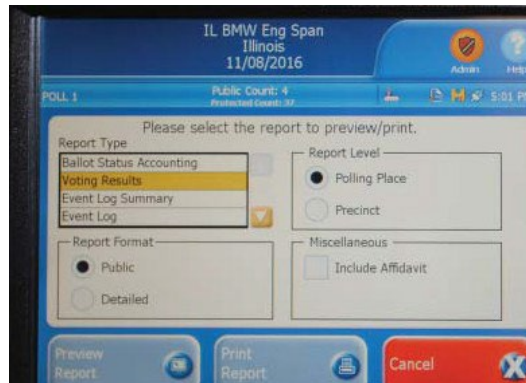 IL BMW Eng Span
Illinois
11/08/2016
Admin
Help
POLL 1
Public Count: 4
Protected Count: 37
5:01 P
Please select the report to preview/print.
Report Type
Ballot Status Accounting
Voting Results
Event Log Summary
Event Log
Report Level
Polling Place
Precinct
Report Format
Public
Detailed
Miscellaneous
Include Affidavit
Preview
Report
Print
Report
Cancel